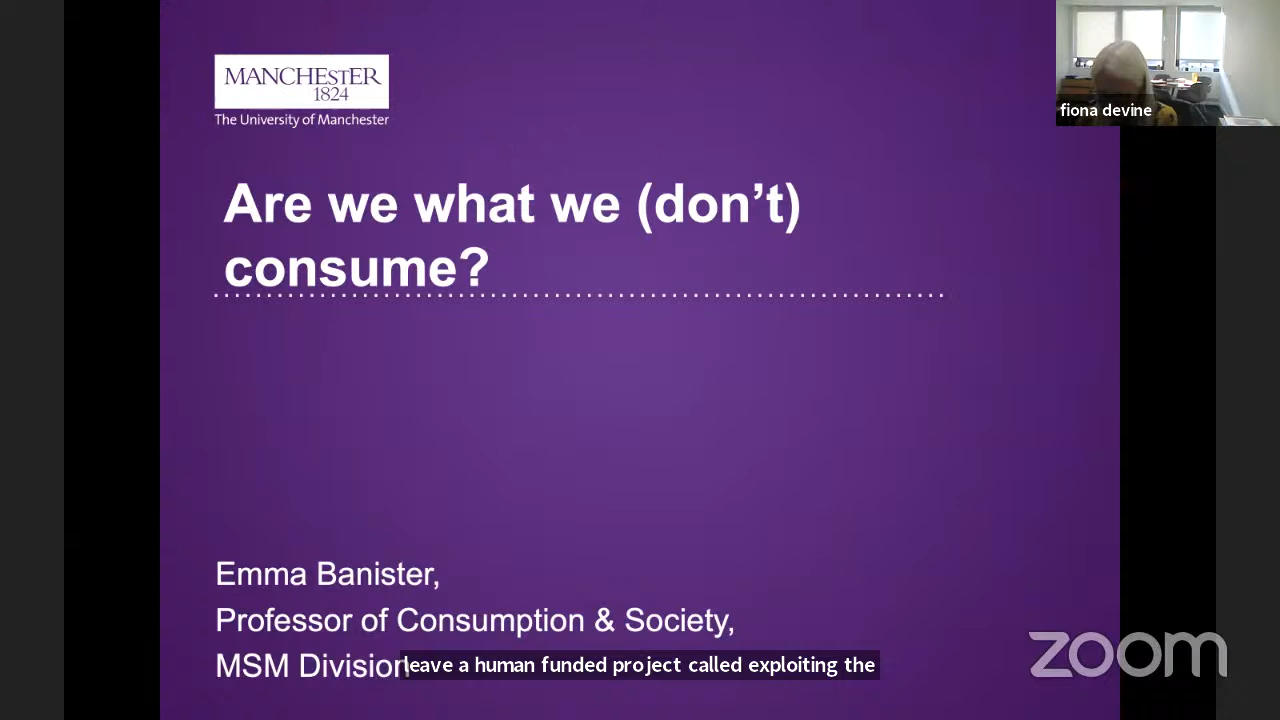 MANCHESTER
1824
The University of Manchester
fiona devine
Are we what we (don't)
consume?
Emma Banister,
Professor of Consumption & Society,
MSM Division
leave a human funded project called exploiting the
zoom